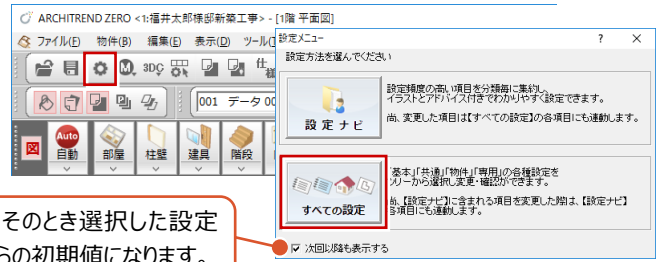 ARCHITREND ZERO <1:福井太郎様邸新築工事> - [1階 平面図]
ファイル(F) 物件(B) 編集(E) 表示(D) ツール(
001 データ 00
図 Auto 自動 部屋 柱壁 建具 階段
設定メニュー ? ×
設定方法を選んでください
設定ナビ
設定頻度の高い項目を分類毎に集約し、
イラストとアドバイス付きでわかりやすく設定できます。
尚、変更した項目は【すべての設定】の各項目にも連動します。
すべての設定
「基本」「共通」「物件」「専用」の各種設定を
ツリーから選択し変更・確認ができます。
尚、【設定ナビ】に含まれる項目を変更した際は、【設定ナビ】
各項目にも連動します。
次回以降も表示する
そのとき選択した設定
らの初期値になります。